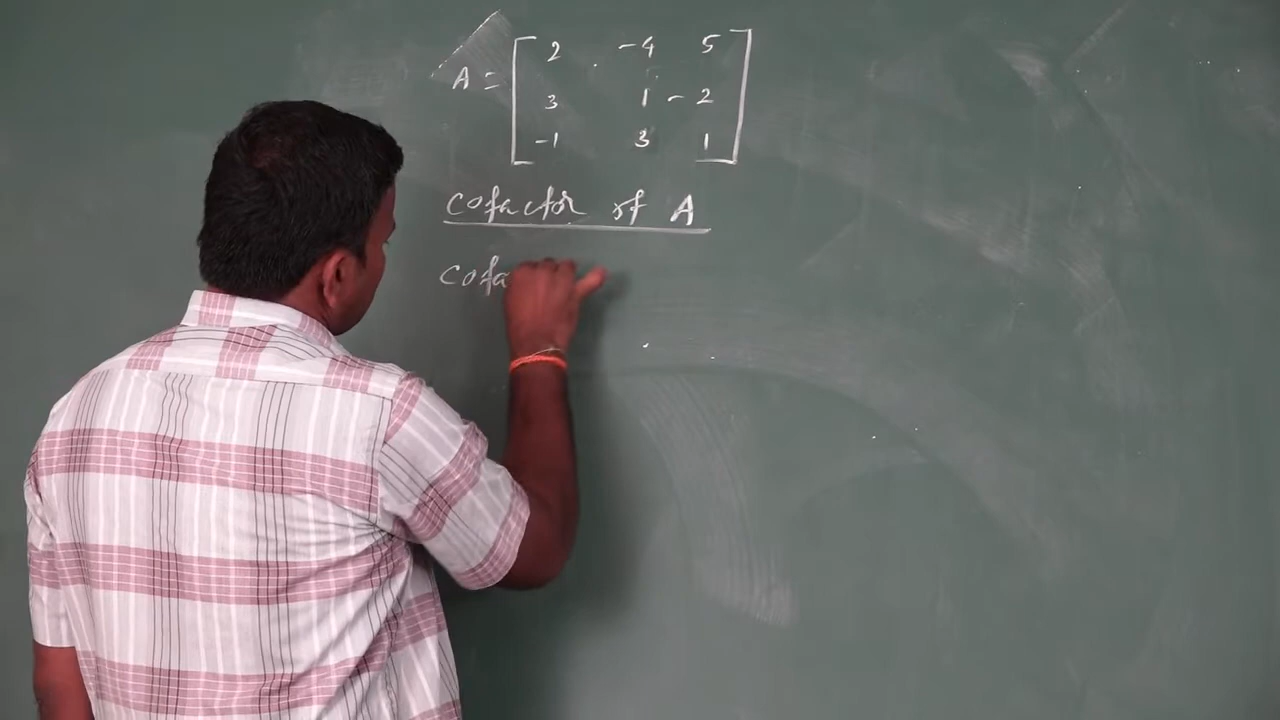 A = [ 2 -4 5
3 1 -2
-1 3 1 ]
cofactor of A
cofa